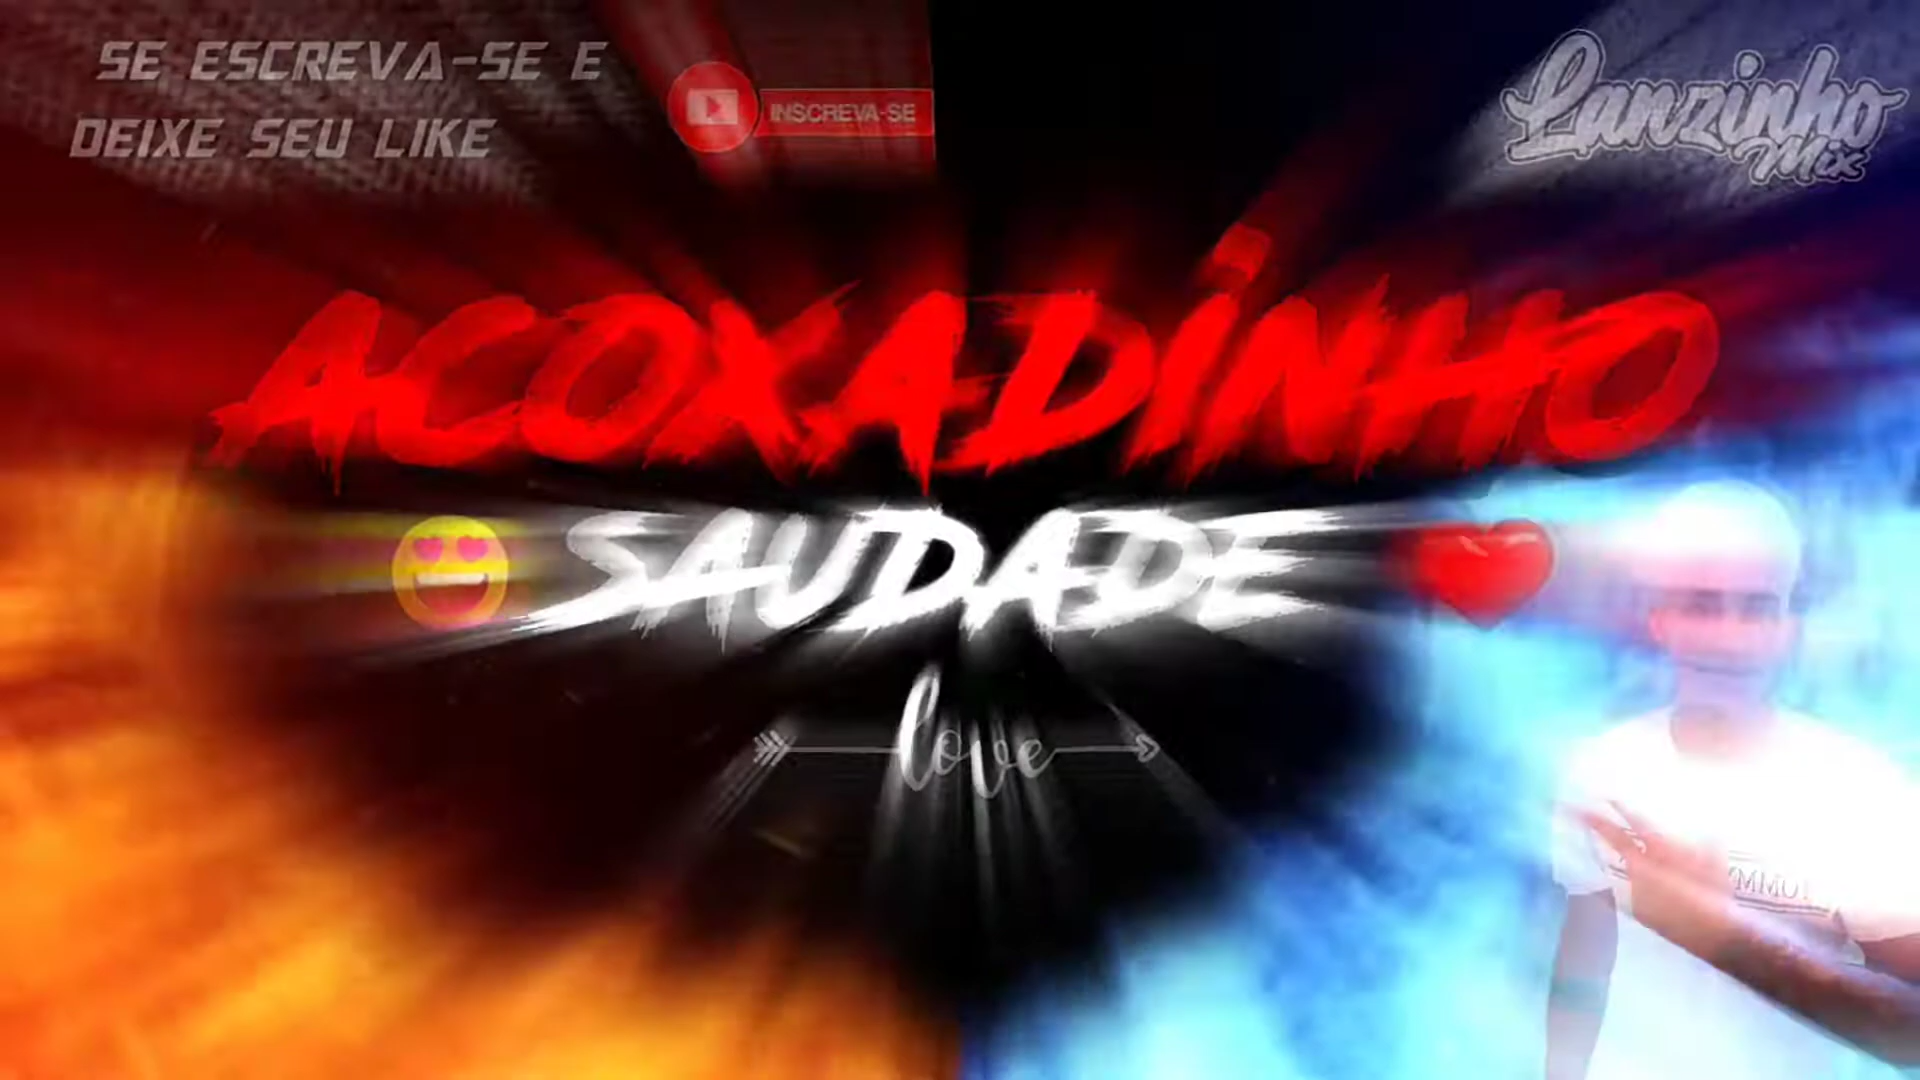 SE ESCREVA-SE E
DEIXE SEU LIKE
INSCREVA-SE
Lanzinho
Mix
ACOXADINHO
SAUDADE
love